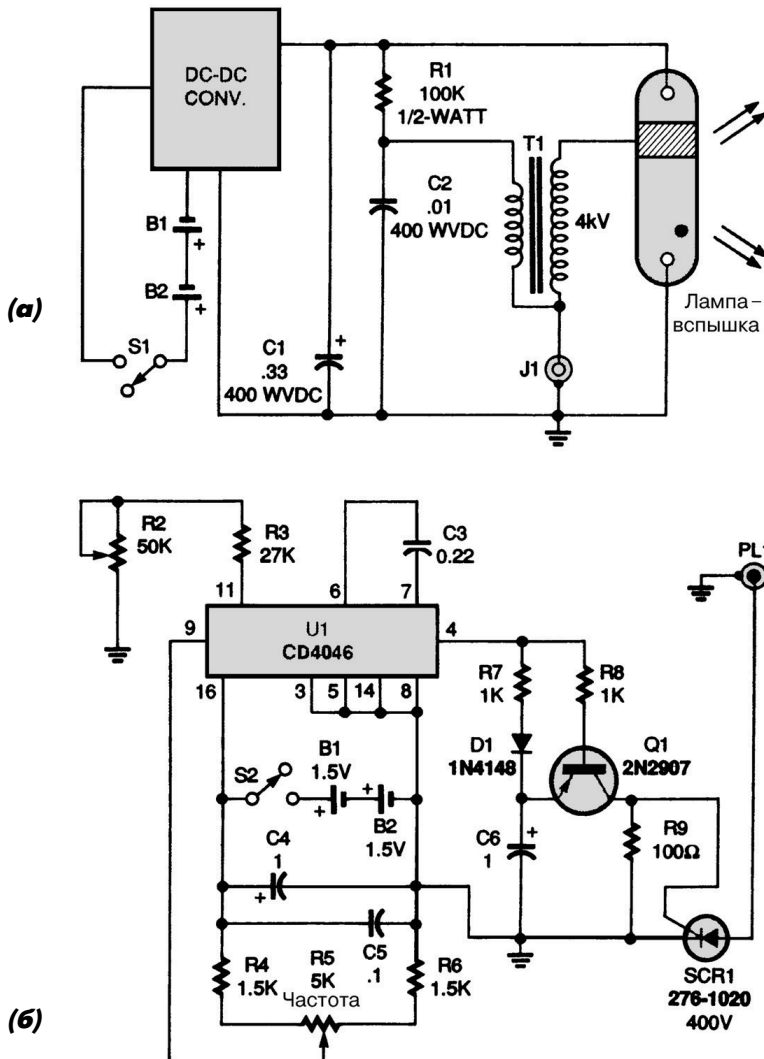 DC-DC
CONV.
R1
100K
1/2-WATT
T1
C2
.01
400 WVDC
4kV
B1
+
B2
+
(а)
S1
C1
+
.33
400 WVDC
J1
Лампа-
вспышка
R2
50K
R3
27K
C3
0.22
PL1
11
6
7
9
U1
CD4046
4
16
3
5
14
8
R7
1K
R8
1K
D1
1N4148
Q1
2N2907
S2
B1
1.5V
+
+
B2
1.5V
C4
1
+
C6
1
+
R9
100Ω
C5
.1
R4
1.5K
R5
5K
Частота
R6
1.5K
SCR1
276-1020
400V
(б)